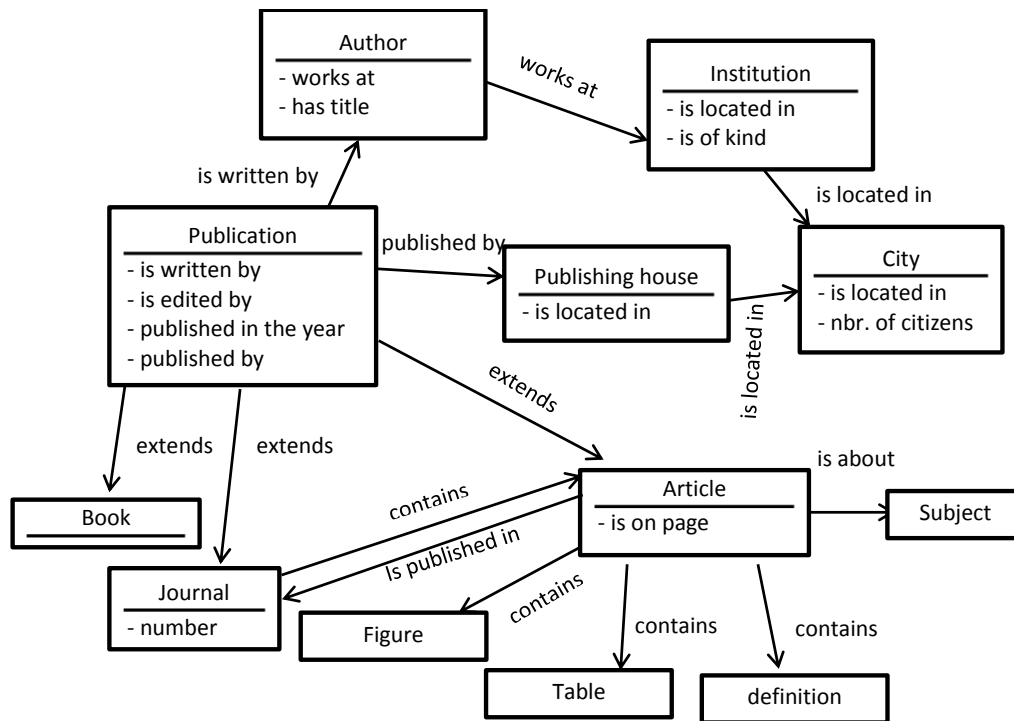 Author
- works at
- has title
works at
Institution
- is located in
- is of kind
is written by
is located in
Publication
- is written by
- is edited by
- published in the year
- published by
published by
Publishing house
- is located in
is located in
City
- is located in
- nbr. of citizens
extends
extends
extends
Book
contains
Is published in
Article
- is on page
is about
Subject
Journal
- number
contains
Figure
contains
Table
contains
definition